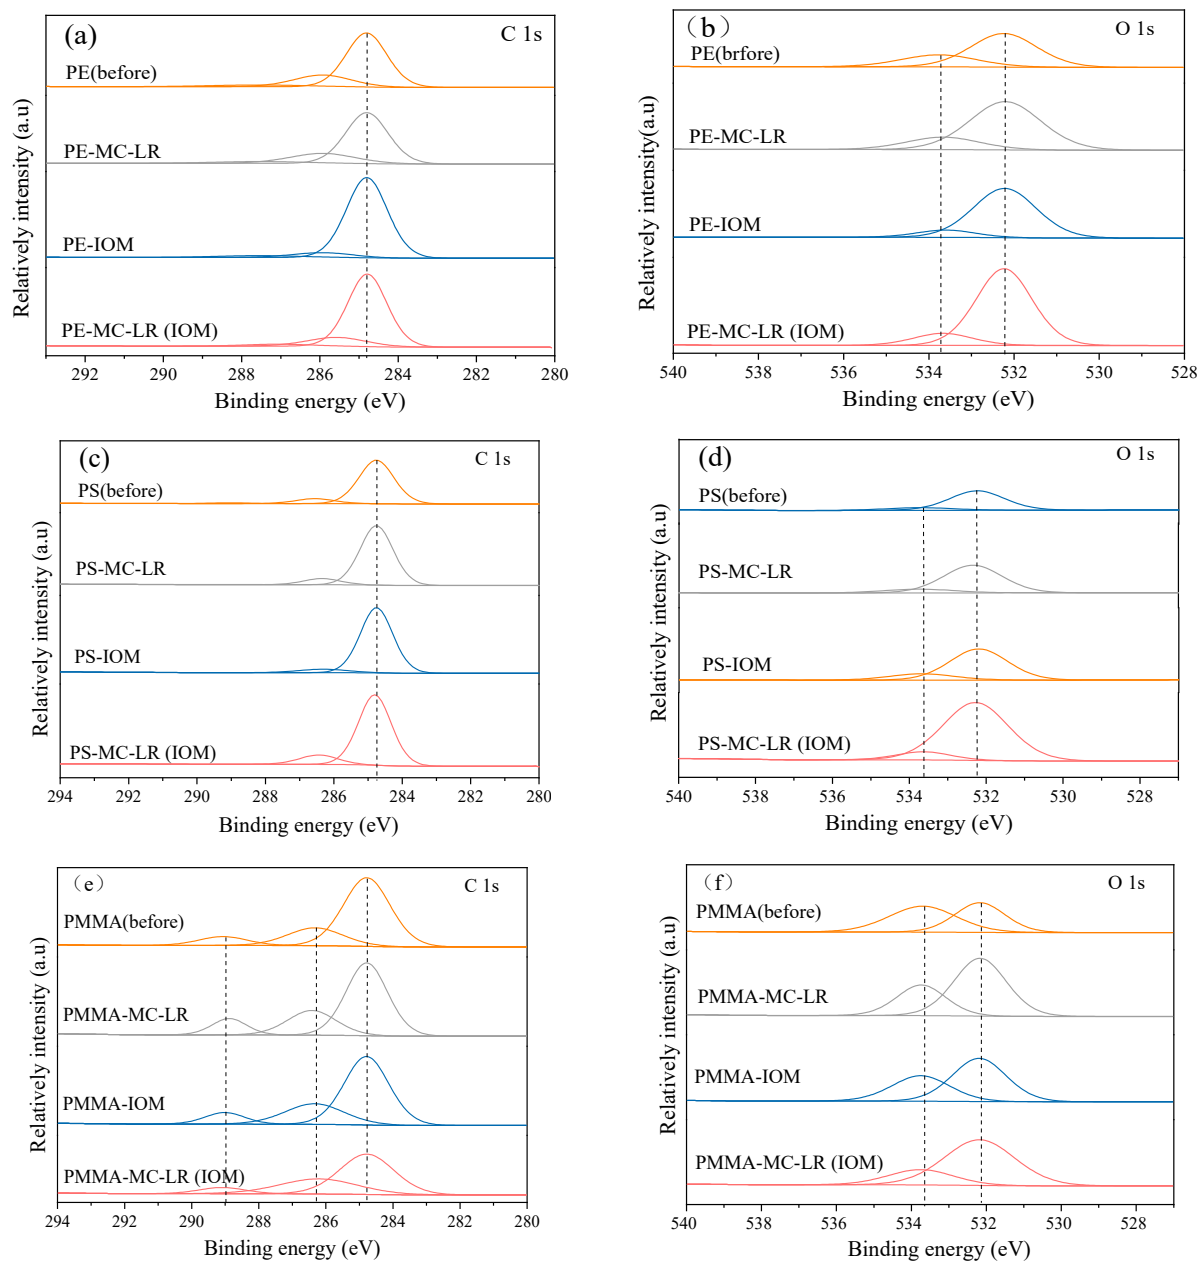 (a)
C 1s
PE(before)
PE-MC-LR
PE-IOM
PE-MC-LR (IOM)
Relatively intensity (a.u)
292 290 288 286 284 282 280
Binding energy (eV)
(b)
O 1s
PE(brfore)
PE-MC-LR
PE-IOM
PE-MC-LR (IOM)
Relatively intensity(a.u)
540 538 536 534 532 530 528
Binding energy (eV)
(c)
C 1s
PS(before)
PS-MC-LR
PS-IOM
PS-MC-LR (IOM)
Relatively intensity (a.u)
294 292 290 288 286 284 282 280
Binding energy (eV)
(d)
O 1s
PS(before)
PS-MC-LR
PS-IOM
PS-MC-LR (IOM)
Relatively intensity (a.u)
540 538 536 534 532 530 528
Binding energy (eV)
(e)
C 1s
PMMA(before)
PMMA-MC-LR
PMMA-IOM
PMMA-MC-LR (IOM)
Relatively intensity (a.u)
294 292 290 288 286 284 282 280
Binding energy (eV)
(f)
O 1s
PMMA(before)
PMMA-MC-LR
PMMA-IOM
PMMA-MC-LR (IOM)
Relatively intensity (a.u)
540 538 536 534 532 530 528
Binding energy (eV)